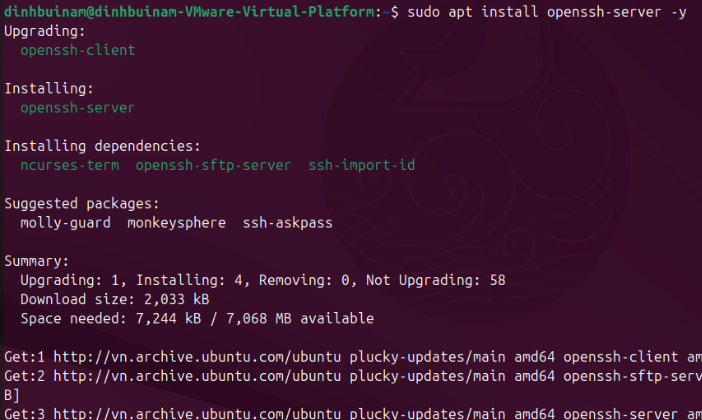 dinhbuinam@dinhbuinam-VMware-Virtual-Platform:~$ sudo apt install openssh-server -y
Upgrading:
  openssh-client

Installing:
  openssh-server

Installing dependencies:
  ncurses-term  openssh-sftp-server  ssh-import-id

Suggested packages:
  molly-guard  monkeysphere  ssh-askpass

Summary:
  Upgrading: 1, Installing: 4, Removing: 0, Not Upgrading: 58
  Download size: 2,033 kB
  Space needed: 7,244 kB / 7,068 MB available

Get:1 http://vn.archive.ubuntu.com/ubuntu plucky-updates/main amd64 openssh-client am
Get:2 http://vn.archive.ubuntu.com/ubuntu plucky-updates/main amd64 openssh-sftp-serv
B]
Get:3 http://vn.archive.ubuntu.com/ubuntu plucky-updates/main amd64 openssh-server am